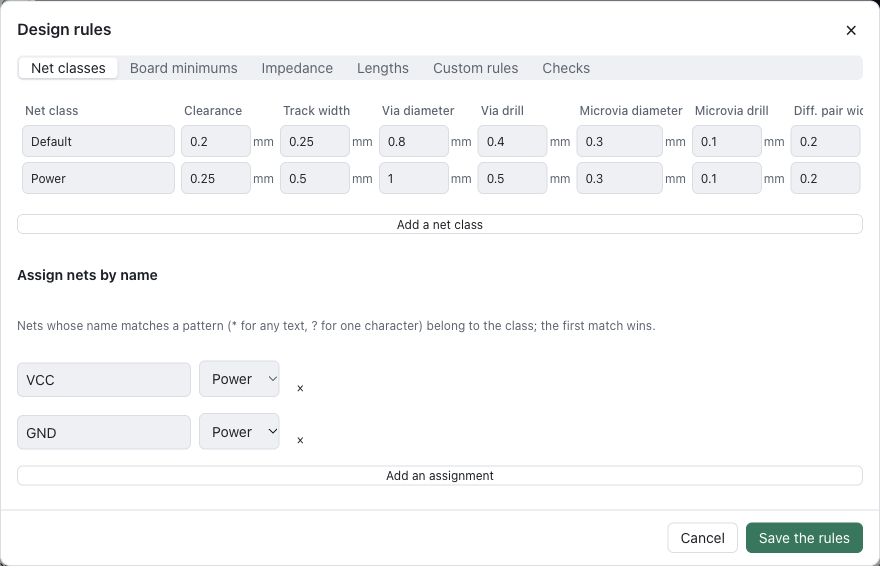 Design rules
Net classes Board minimums Impedance Lengths Custom rules Checks
Net class Clearance Track width Via diameter Via drill Microvia diameter Microvia drill Diff. pair
Default 0.2 mm 0.25 mm 0.8 mm 0.4 mm 0.3 mm 0.1 mm 0.2
Power 0.25 mm 0.5 mm 1 mm 0.5 mm 0.3 mm 0.1 mm 0.2
Add a net class
Assign nets by name
Nets whose name matches a pattern (* for any text, ? for one character) belong to the class; the first match wins.
VCC Power x
GND Power x
Add an assignment
Cancel Save the rules